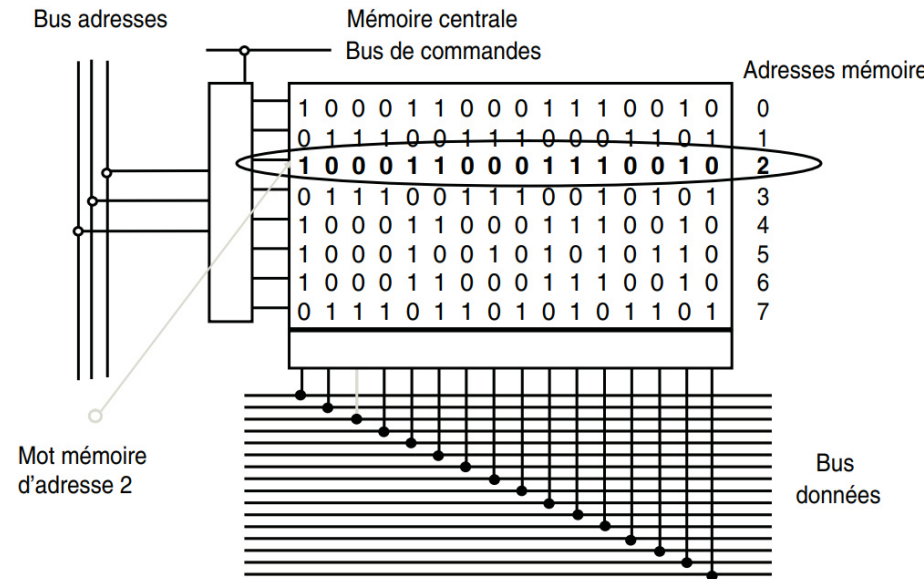 Bus adresses
Mémoire centrale
Bus de commandes
Adresses mémoire
1 0 0 0 1 1 0 0 0 1 1 1 0 0 1 0 0
0 1 1 1 0 0 1 1 1 0 0 0 1 1 0 1 1
1 0 0 0 1 1 0 0 0 1 1 1 0 0 1 0 2
0 1 1 1 0 0 1 1 1 0 0 1 0 1 0 1 3
1 0 0 0 1 1 0 0 0 1 0 1 0 0 1 0 4
1 0 0 0 1 0 0 1 0 1 0 1 0 1 1 0 5
1 0 0 0 1 1 0 0 0 1 0 1 0 0 1 0 6
0 1 1 1 0 1 1 0 1 0 1 0 1 1 0 1 7
Mot mémoire
d'adresse 2
Bus
données